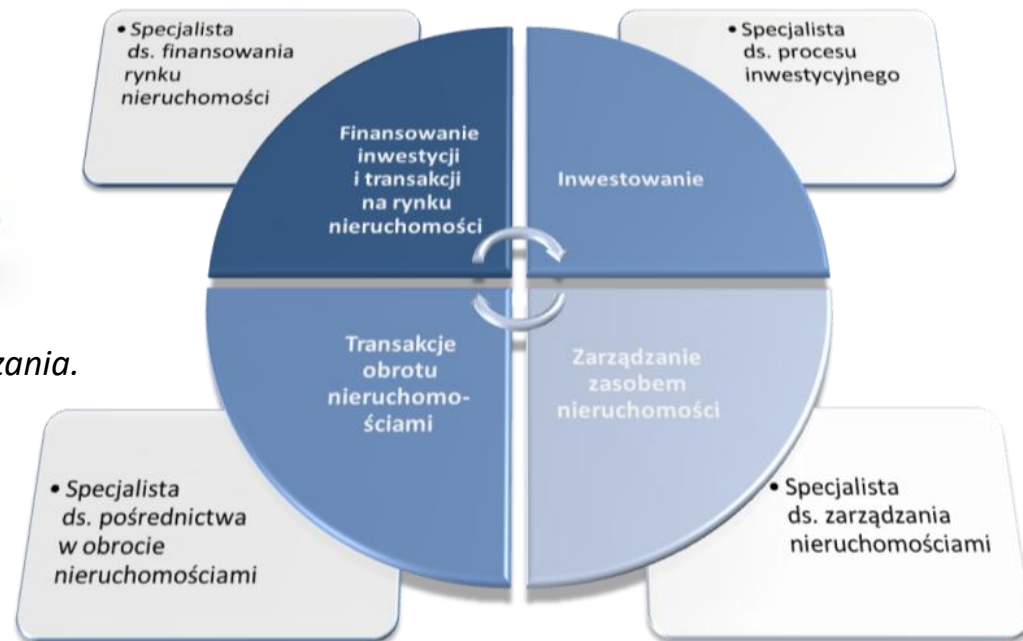 • Specjalista
ds. finansowania
rynku
nieruchomości
• Specjalista
ds. procesu
inwestycyjnego
Finansowanie
inwestycji
i transakcji
na rynku
nieruchomości
Inwestowanie
Transakcje
obrotu
nieruchomo-
ściami
Zarządzanie
zasobem
nieruchomości
• Specjalista
ds. pośrednictwa
w obrocie
nieruchomościami
• Specjalista
ds. zarządzania
nieruchomościami